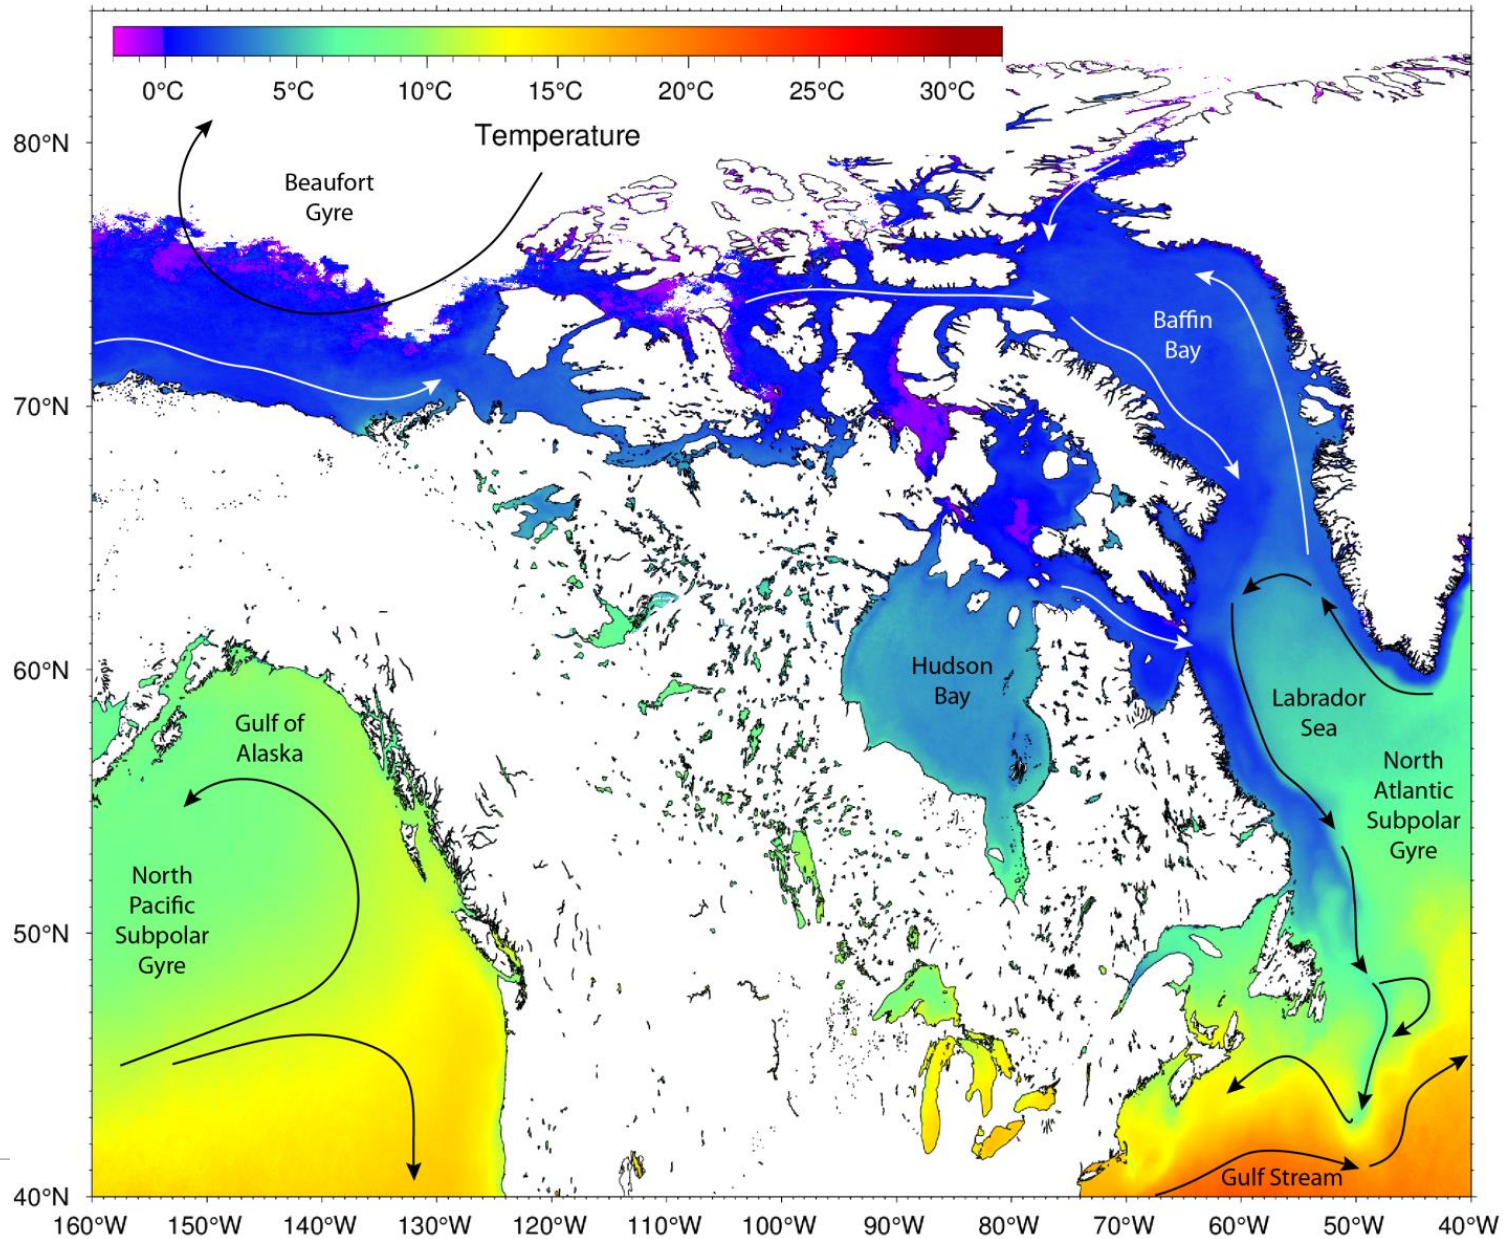 0°C 5°C 10°C 15°C 20°C 25°C 30°C
Temperature
80°N
Beaufort
Gyre
Baffin
Bay
70°N
60°N
Hudson
Bay
Labrador
Sea
Gulf of
Alaska
North
Atlantic
Subpolar
Gyre
North
Pacific
Subpolar
Gyre
50°N
Gulf Stream
40°N
160°W 150°W 140°W 130°W 120°W 110°W 100°W 90°W 80°W 70°W 60°W 50°W 40°W